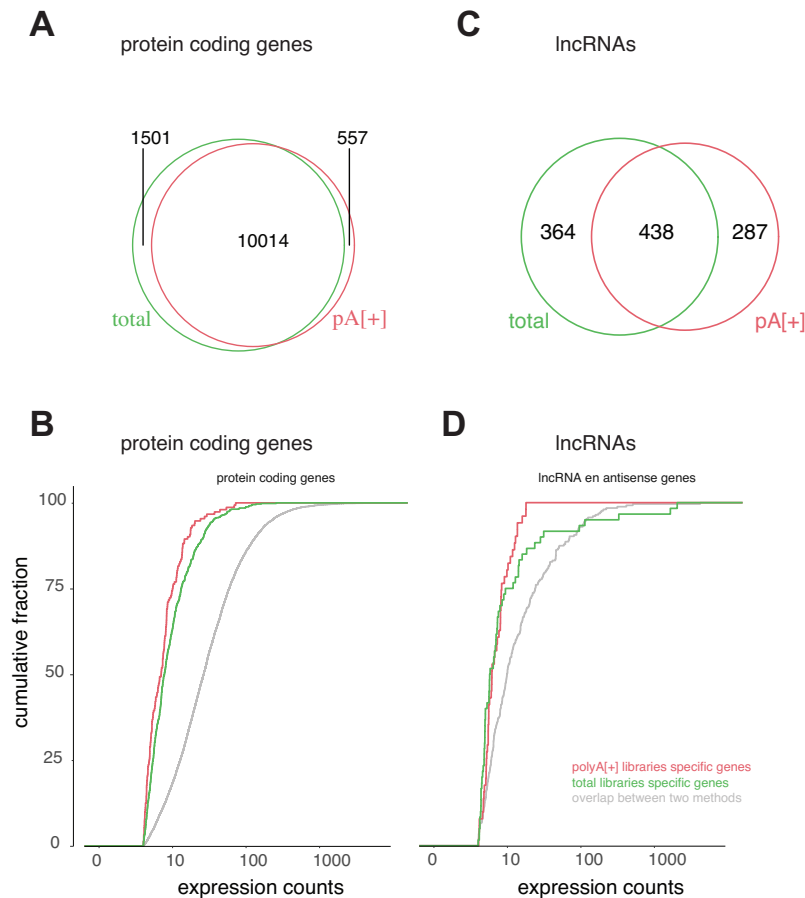 A
protein coding genes
1501
557
10014
total
pA[+]
C
lncRNAs
364
438
287
total
pA[+]
B
protein coding genes
protein coding genes
cumulative fraction
100
75
50
25
0
0
10
100
1000
expression counts
D
lncRNAs
lncRNA en antisense genes
polyA[+] libraries specific genes
total libraries specific genes
overlap between two methods
0
10
100
1000
expression counts